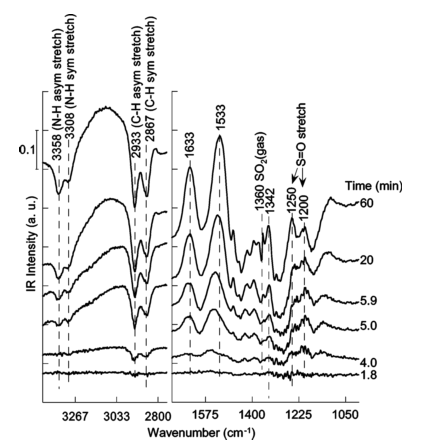 3358 (N-H asym stretch)
3308 (N-H sym stretch)
2933 (C-H asym stretch)
2867 (C-H sym stretch)
1633
1533
1360 SO2(gas)
1342
1250
1200
S=O stretch
0.1
IR Intensity (a. u.)
Time (min)
60
20
5.9
5.0
4.0
1.8
3267 3033 2800 1575 1400 1225 1050
Wavenumber (cm-1)